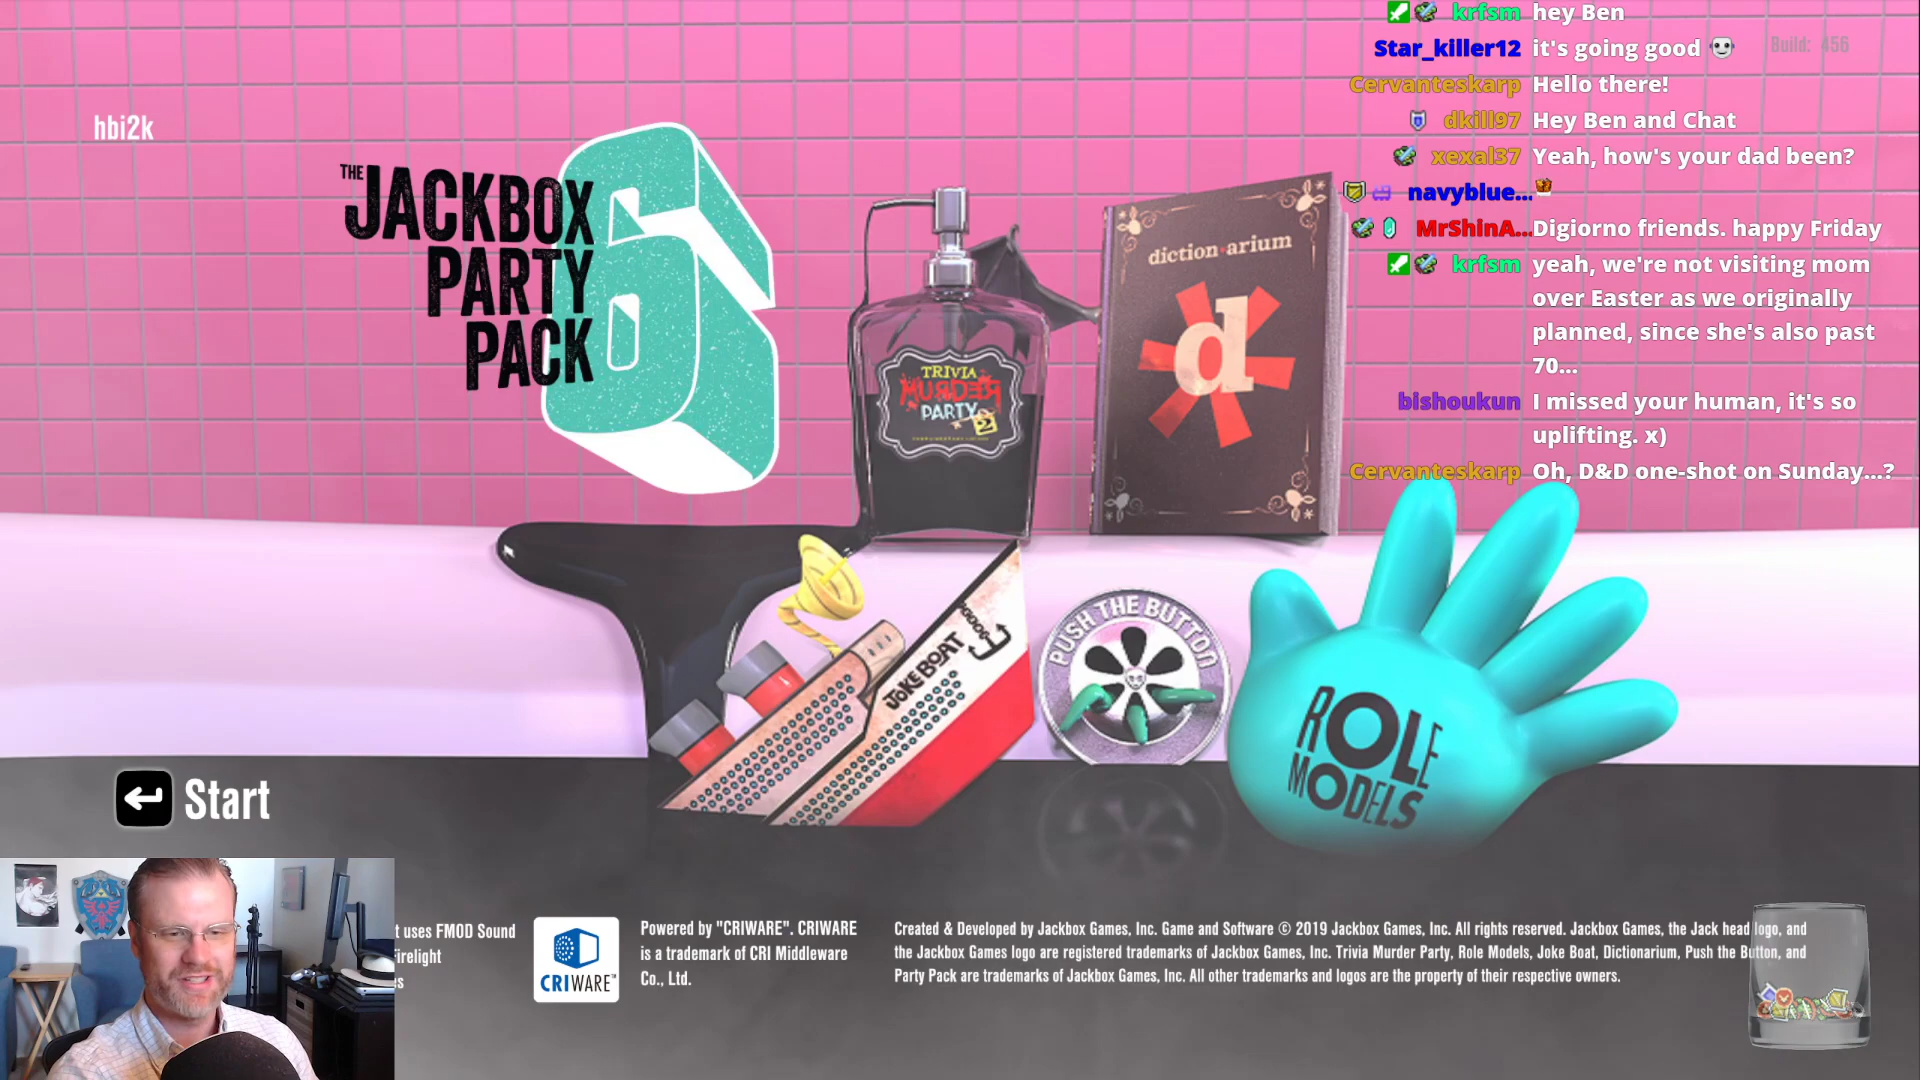 krfsm hey Ben
Star_killer12 it's going good
Build: 456
Cervanteskarp Hello there!
hbi2k
dkill97 Hey Ben and Chat
xexal37 Yeah, how's your dad been?
navyblue...
MrShinA... Digiorno friends. happy Friday
krfsm yeah, we're not visiting mom
over Easter as we originally
planned, since she's also past
70...
bishoukun I missed your human, it's so
uplifting. x)
Cervanteskarp Oh, D&D one-shot on Sunday...?
THE
JACKBOX
PARTY
PACK
6
TRIVIA
MURDER
PARTY
2
diction•arium
d
JOKE BOAT
PUSH THE BUTTON
ROLE
MODELS
Start
t uses FMOD Sound
Firelight
s
CRIWARE™
Powered by "CRIWARE". CRIWARE
is a trademark of CRI Middleware
Co., Ltd.
Created & Developed by Jackbox Games, Inc. Game and Software © 2019 Jackbox Games, Inc. All rights reserved. Jackbox Games, the Jack head logo, and
the Jackbox Games logo are registered trademarks of Jackbox Games, Inc. Trivia Murder Party, Role Models, Joke Boat, Dictionarium, Push the Button, and
Party Pack are trademarks of Jackbox Games, Inc. All other trademarks and logos are the property of their respective owners.